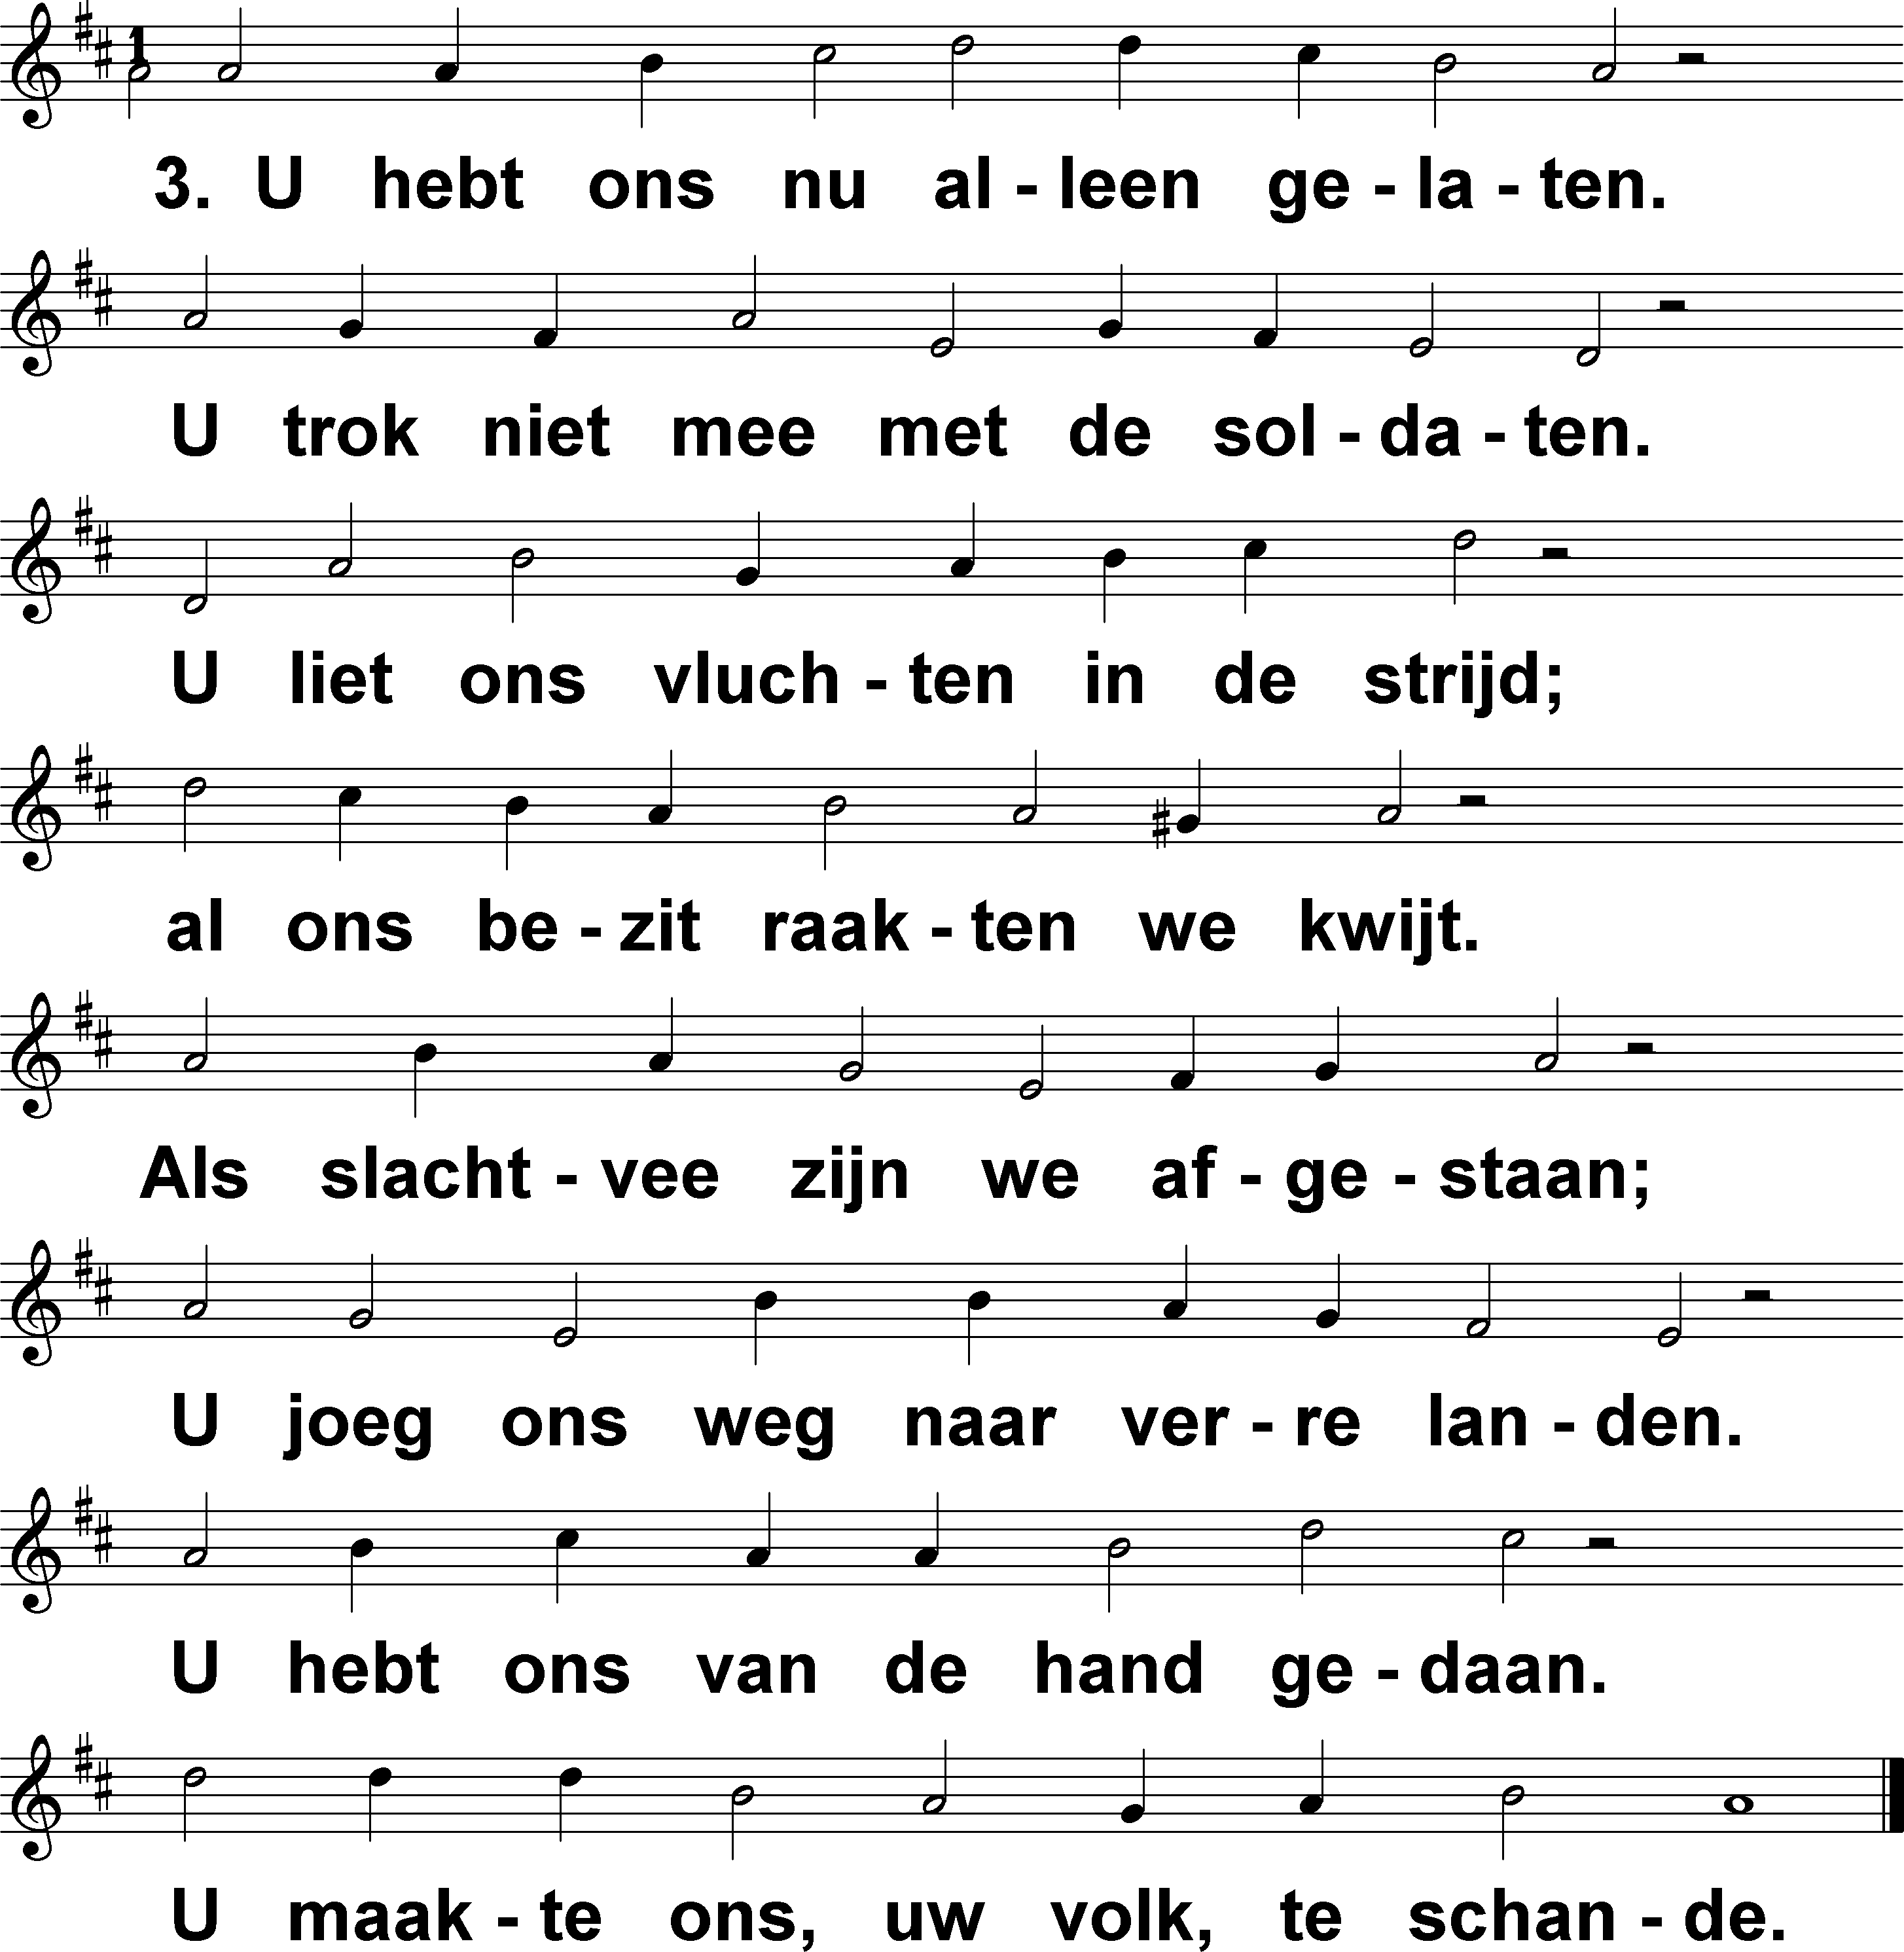 3. U hebt ons nu al - leen ge - la - ten.
U trok niet mee met de sol - da - ten.
U liet ons vluch - ten in de strijd;
al ons be - zit raak - ten we kwijt.
Als slacht - vee zijn we af - ge - staan;
U joeg ons weg naar ver - re lan - den.
U hebt ons van de hand ge - daan.
U maak - te ons, uw volk, te schan - de.